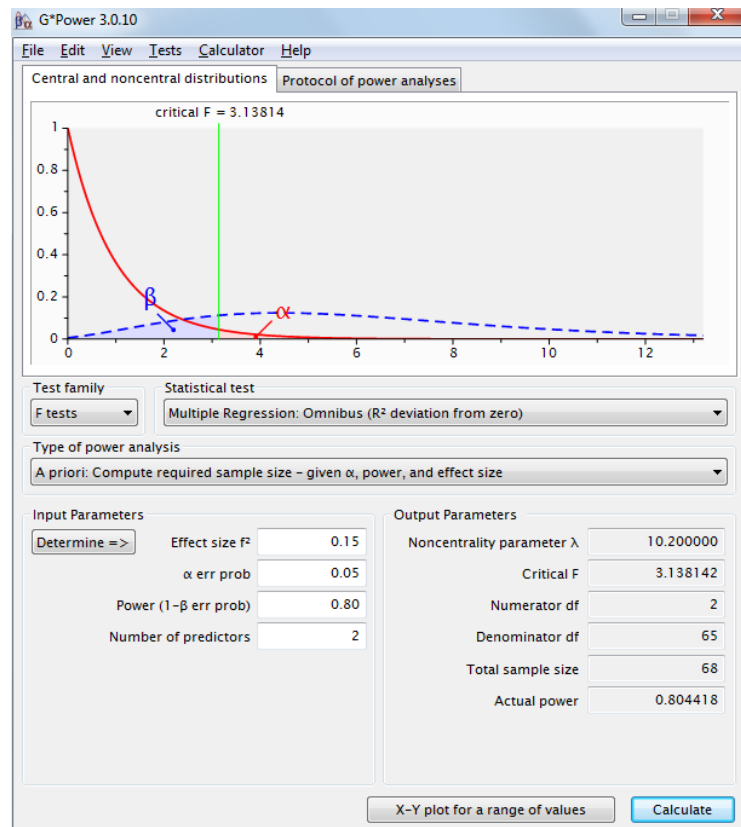 G*Power 3.0.10
File Edit View Tests Calculator Help
Central and noncentral distributions Protocol of power analyses
critical F = 3.13814
1
0.8
0.6
0.4
0.2
0
β
α
0 2 4 6 8 10 12
Test family Statistical test
F tests Multiple Regression: Omnibus (R² deviation from zero)
Type of power analysis
A priori: Compute required sample size – given α, power, and effect size
Input Parameters
Determine => Effect size f² 0.15
α err prob 0.05
Power (1-β err prob) 0.80
Number of predictors 2
Output Parameters
Noncentrality parameter λ 10.200000
Critical F 3.138142
Numerator df 2
Denominator df 65
Total sample size 68
Actual power 0.804418
X-Y plot for a range of values Calculate